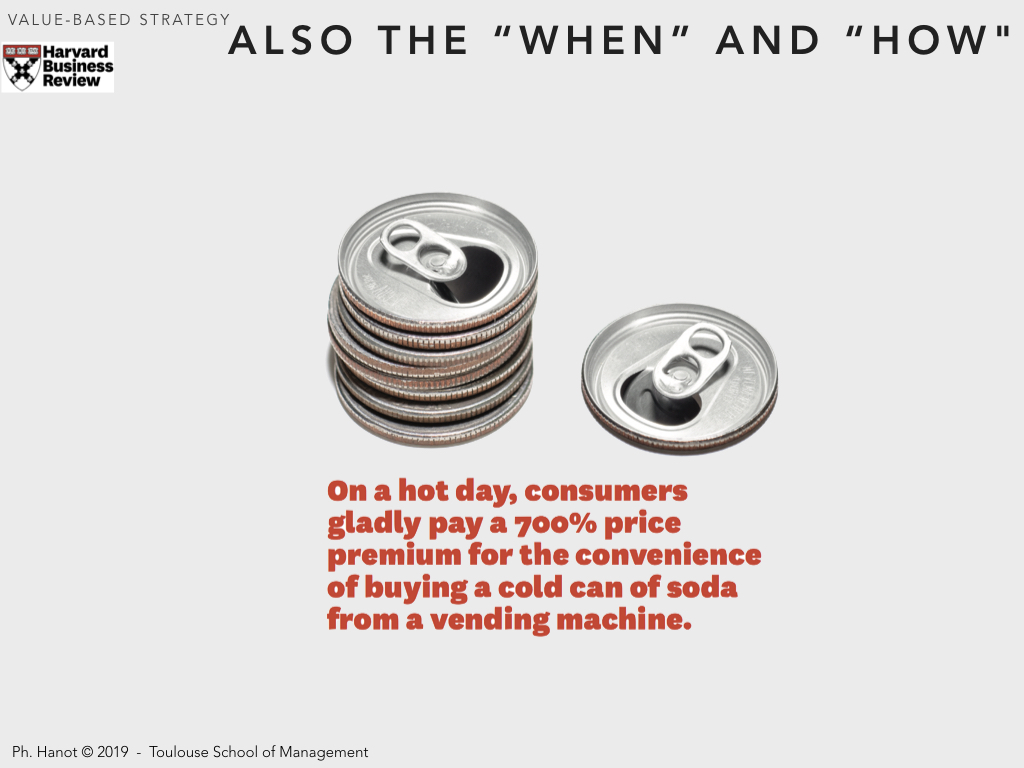 VALUE-BASED STRATEGY
ALSO THE “WHEN” AND “HOW"
Harvard
Business
Review
On a hot day, consumers
gladly pay a 700% price
premium for the convenience
of buying a cold can of soda
from a vending machine.
Ph. Hanot © 2019 - Toulouse School of Management